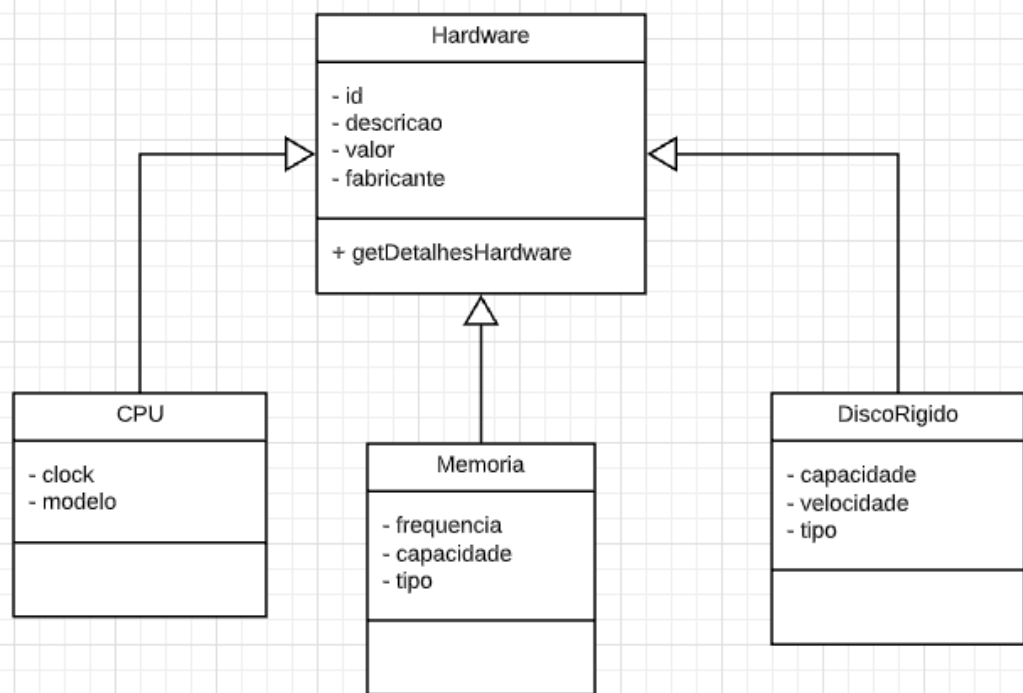 Hardware
- id
- descricao
- valor
- fabricante
+ getDetalhesHardware
CPU
- clock
- modelo
Memoria
- frequencia
- capacidade
- tipo
DiscoRigido
- capacidade
- velocidade
- tipo